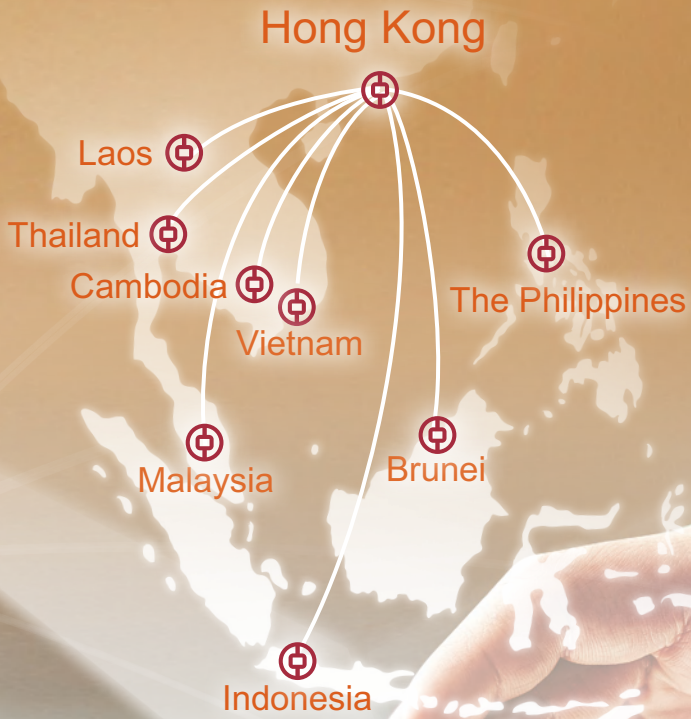 Hong Kong
Laos
Thailand
Cambodia
Vietnam
The Philippines
Malaysia
Brunei
Indonesia